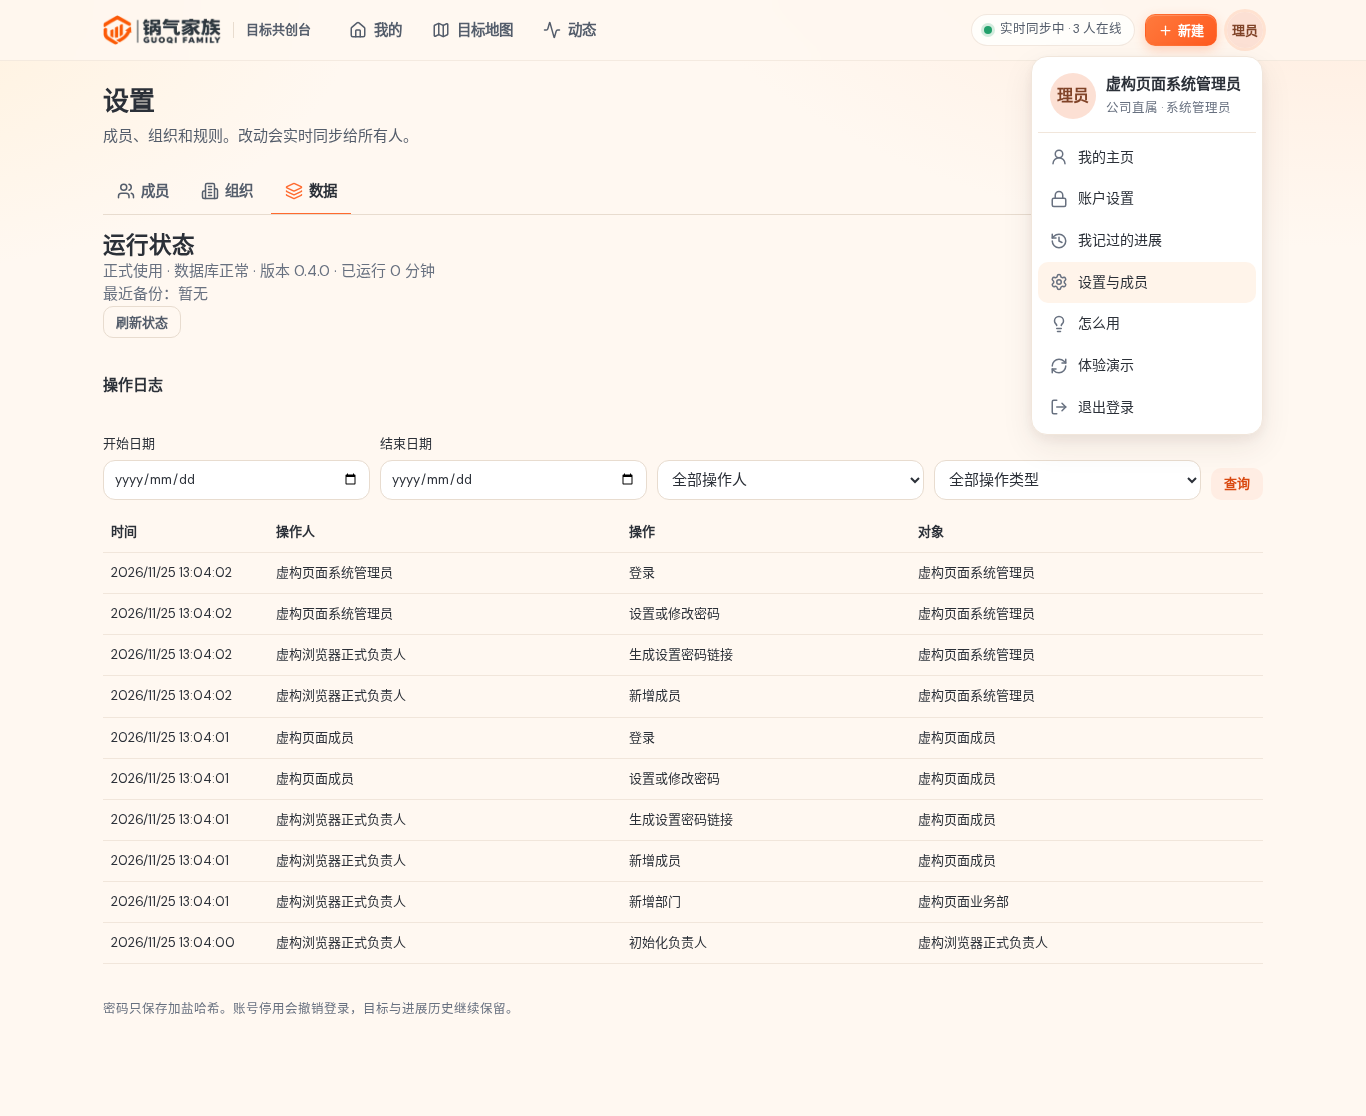 锅气家族
GUOQI FAMILY
目标共创台
我的
目标地图
动态
实时同步中 · 3 人在线
新建
理员
理员
虚构页面系统管理员
公司直属 · 系统管理员
我的主页
账户设置
我记过的进展
设置与成员
怎么用
体验演示
退出登录
设置
成员、组织和规则。改动会实时同步给所有人。
成员
组织
数据
运行状态
正式使用 · 数据库正常 · 版本 0.4.0 · 已运行 0 分钟
最近备份：暂无
刷新状态
操作日志
开始日期 结束日期
yyyy/mm/dd yyyy/mm/dd 全部操作人 全部操作类型 查询
时间 操作人 操作 对象
2026/11/25 13:04:02 虚构页面系统管理员 登录 虚构页面系统管理员
2026/11/25 13:04:02 虚构页面系统管理员 设置或修改密码 虚构页面系统管理员
2026/11/25 13:04:02 虚构浏览器正式负责人 生成设置密码链接 虚构页面系统管理员
2026/11/25 13:04:02 虚构浏览器正式负责人 新增成员 虚构页面系统管理员
2026/11/25 13:04:01 虚构页面成员 登录 虚构页面成员
2026/11/25 13:04:01 虚构页面成员 设置或修改密码 虚构页面成员
2026/11/25 13:04:01 虚构浏览器正式负责人 生成设置密码链接 虚构页面成员
2026/11/25 13:04:01 虚构浏览器正式负责人 新增成员 虚构页面成员
2026/11/25 13:04:01 虚构浏览器正式负责人 新增部门 虚构页面业务部
2026/11/25 13:04:00 虚构浏览器正式负责人 初始化负责人 虚构浏览器正式负责人
密码只保存加盐哈希。账号停用会撤销登录，目标与进展历史继续保留。